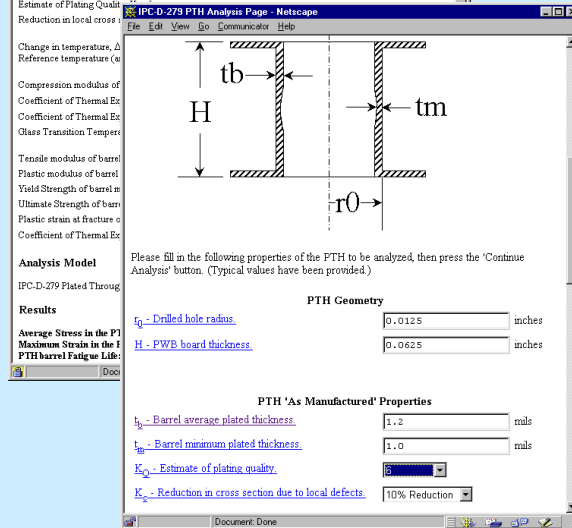 Estimate of Plating Qualit
Reduction in local cross
Change in temperature, Δ
Reference temperature (a
Compression modulus of
Coefficient of Thermal Ex
Coefficient of Thermal Ex
Glass Transition Tempera
Tensile modulus of barrel
Plastic modulus of barrel
Yield Strength of barrel m
Ultimate Strength of barre
Plastic strain at fracture o
Coefficient of Thermal Ex
Analysis Model
IPC-D-279 Plated Throug
Results
Average Stress in the PT
Maximum Strain in the P
PTH barrel Fatigue Life:
Docu
IPC-D-279 PTH Analysis Page - Netscape
File Edit View Go Communicator Help
tb
H
tm
r0
Please fill in the following properties of the PTH to be analyzed, then press the 'Continue
Analysis' button. (Typical values have been provided.)
PTH Geometry
r0 - Drilled hole radius. 0.0125 inches
H - PWB board thickness. 0.0625 inches
PTH 'As Manufactured' Properties
tb - Barrel average plated thickness. 1.2 mils
tm - Barrel minimum plated thickness. 1.0 mils
KQ - Estimate of plating quality. 6
Kc - Reduction in cross section due to local defects. 10% Reduction
Document: Done